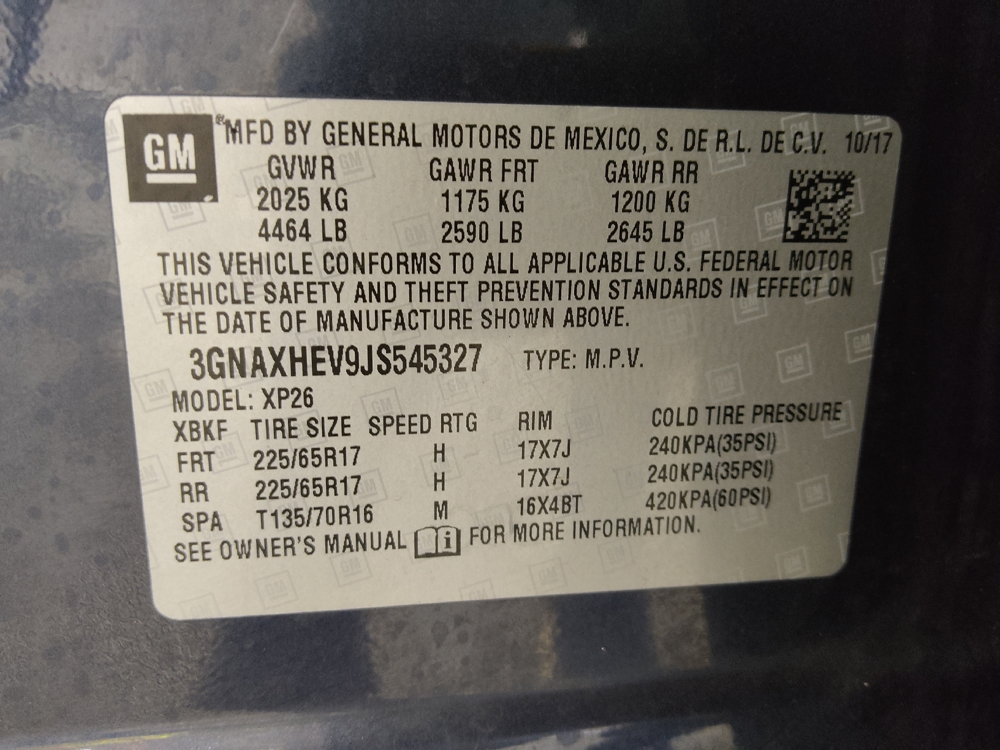 GM® MFD BY GENERAL MOTORS DE MEXICO, S. DE R.L. DE C.V. 10/17
GVWR GAWR FRT GAWR RR
2025 KG 1175 KG 1200 KG
4464 LB 2590 LB 2645 LB
THIS VEHICLE CONFORMS TO ALL APPLICABLE U.S. FEDERAL MOTOR
VEHICLE SAFETY AND THEFT PREVENTION STANDARDS IN EFFECT ON
THE DATE OF MANUFACTURE SHOWN ABOVE.
3GNAXHEV9JS545327 TYPE: M.P.V.
MODEL: XP26
XBKF TIRE SIZE SPEED RTG RIM COLD TIRE PRESSURE
FRT 225/65R17 H 17X7J 240KPA(35PSI)
RR 225/65R17 H 17X7J 240KPA(35PSI)
SPA T135/70R16 M 16X4BT 420KPA(60PSI)
SEE OWNER'S MANUAL i FOR MORE INFORMATION.